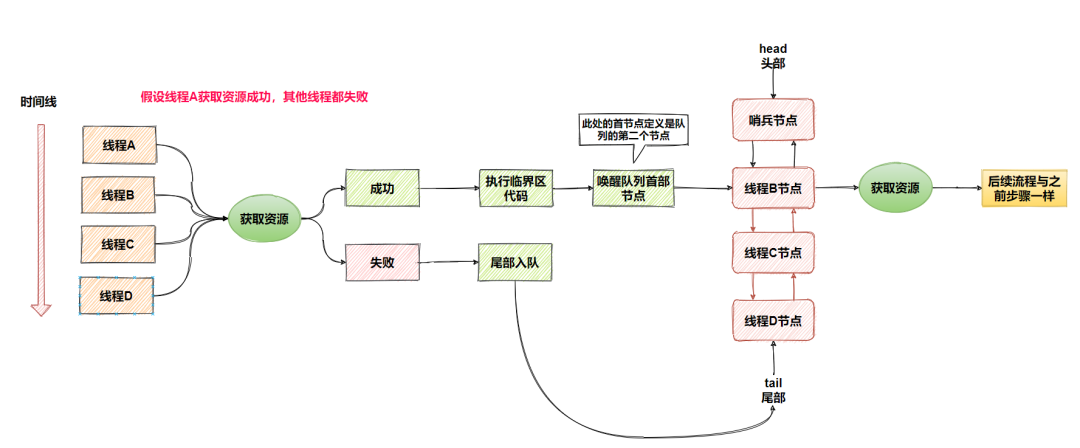 head
头部
时间线
假设线程A获取资源成功，其他线程都失败
哨兵节点
此处的首节点定义是队
列的第二个节点
线程A
线程B
线程C
线程D
获取资源
成功
执行临界区
代码
唤醒队列首部
节点
线程B节点
获取资源
后续流程与之
前步骤一样
失败
尾部入队
线程C节点
线程D节点
tail
尾部